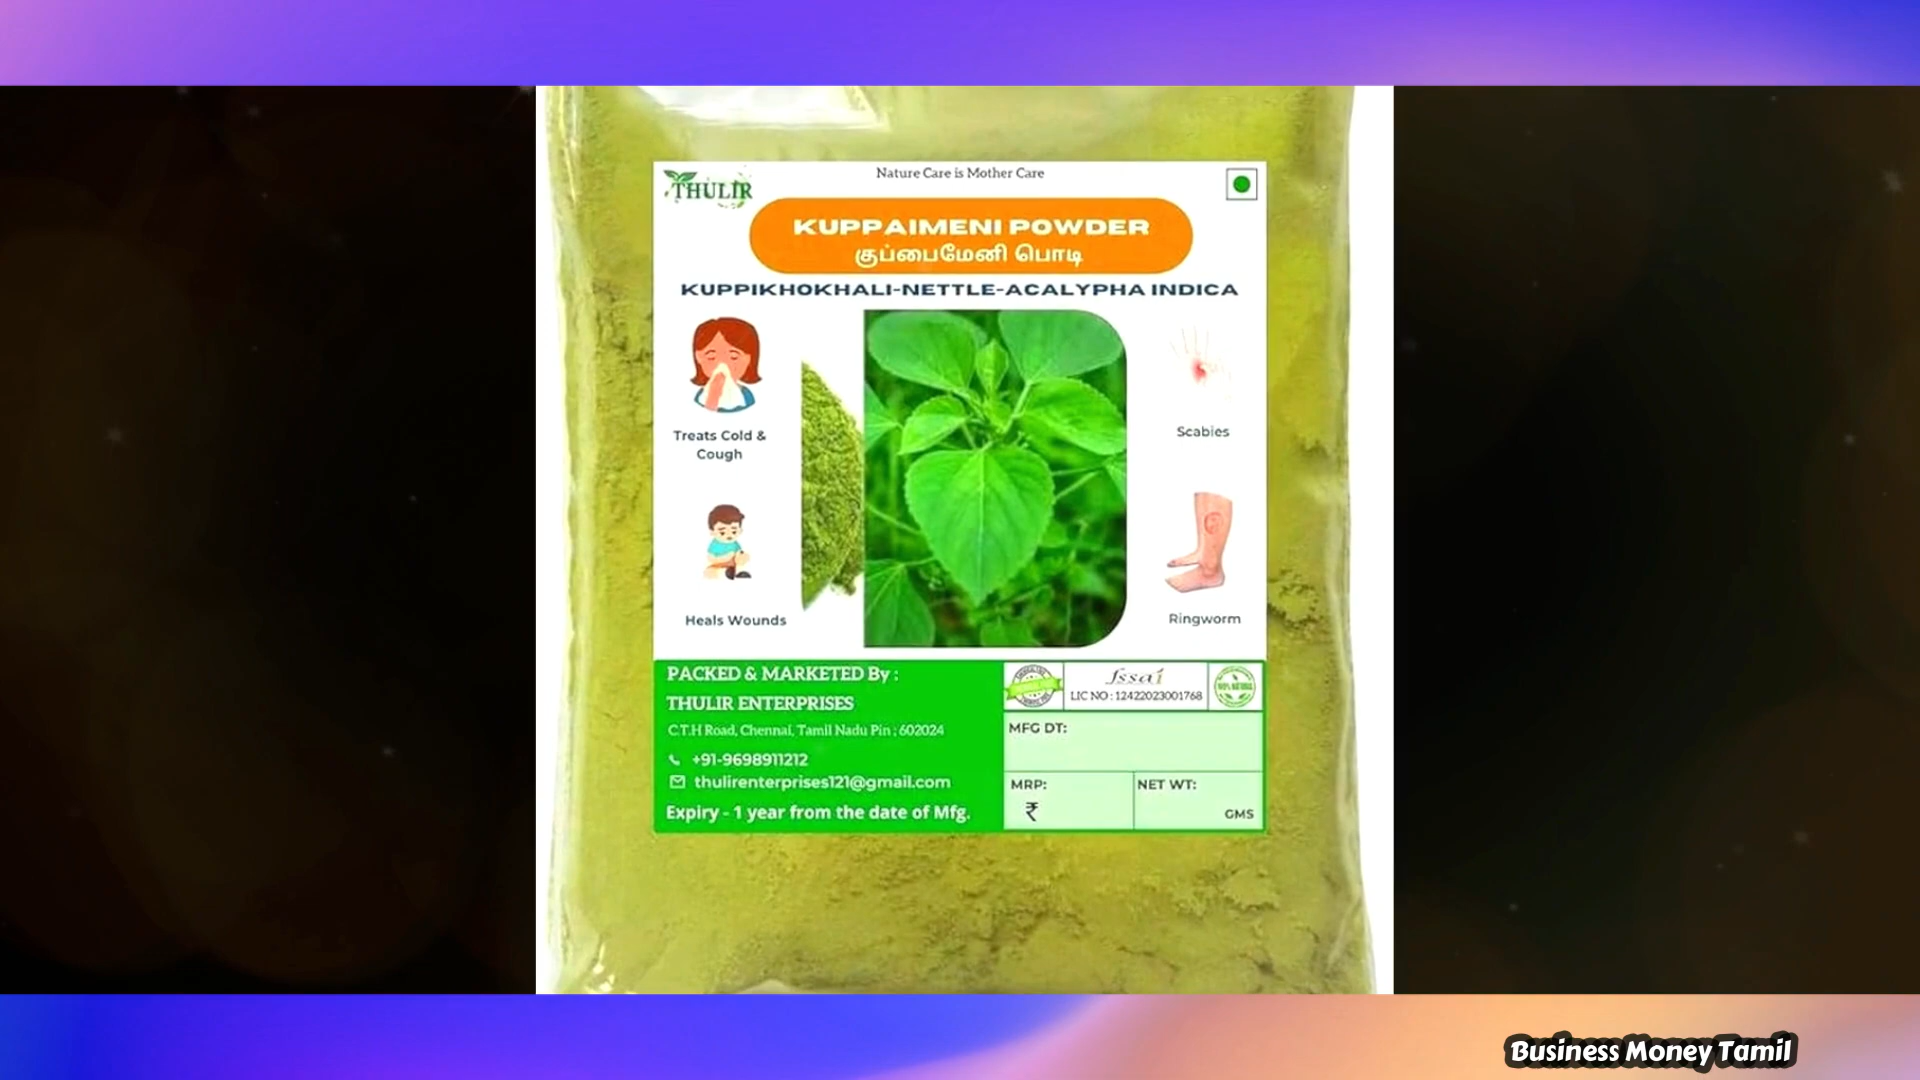 Nature Care is Mother Care
THULIR
KUPPAIMENI POWDER
குப்பைமேனி பொடி
KUPPIKHOKHALI-NETTLE-ACALYPHA INDICA
Treats Cold &
Cough
Scabies
Heals Wounds
Ringworm
PACKED & MARKETED By :
THULIR ENTERPRISES
C.T.H Road, Chennai, Tamil Nadu Pin : 602024
+91-9698911212
thulirenterprises121@gmail.com
Expiry - 1 year from the date of Mfg.
fssai
LIC NO : 12422023001768
100% NATURAL
MFG DT:
MRP:
₹
NET WT:
GMS
Business Money Tamil